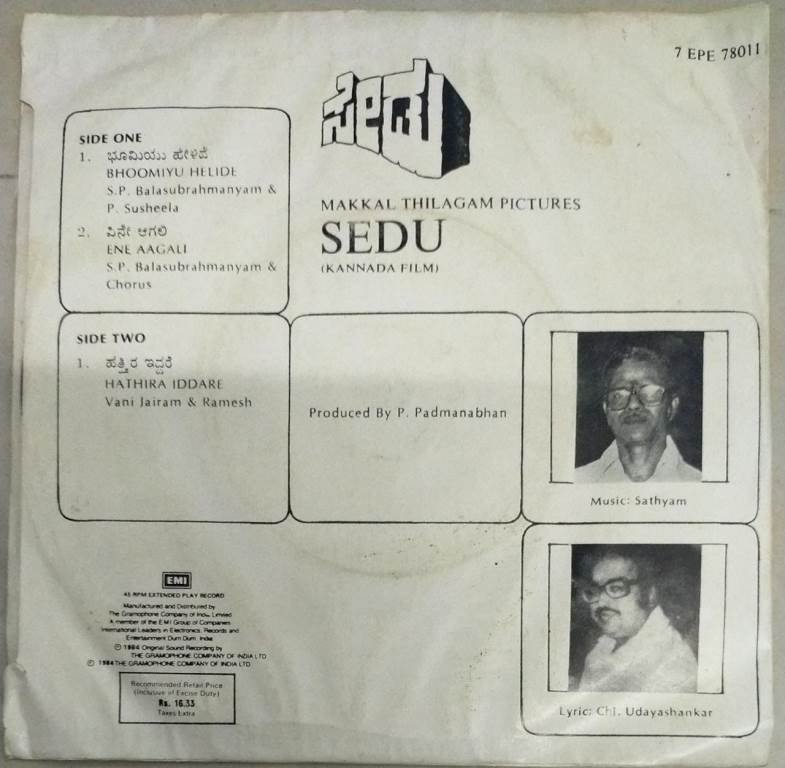 7 EPE 78011
ಸೇಡು
MAKKAL THILAGAM PICTURES
SEDU
(KANNADA FILM)
SIDE ONE
1. ಭೂಮಿಯು ಹೇಳಿದೆ
BHOOMIYU HELIDE
S.P. Balasubrahmanyam &
P. Susheela
2. ಏನೇ ಆಗಲಿ
ENE AAGALI
S.P. Balasubrahmanyam &
Chorus
SIDE TWO
1. ಹತ್ತಿರ ಇದ್ದರೆ
HATHIRA IDDARE
Vani Jairam & Ramesh
Produced By P. Padmanabhan
Music: Sathyam
Lyric: Chi. Udayashankar
EMI
45 RPM EXTENDED PLAY RECORD
Manufactured and Distributed by
The Gramophone Company of India Limited
A member of the EMI Group of Companies
International Leaders in Electronics, Records and
Entertainment Dum Dum India
℗ 1984 Original Sound Recording by
THE GRAMOPHONE COMPANY OF INDIA LTD
© 1984 THE GRAMOPHONE COMPANY OF INDIA LTD
Recommended Retail Price
(Inclusive of Excise Duty)
Rs. 16.33
Taxes Extra